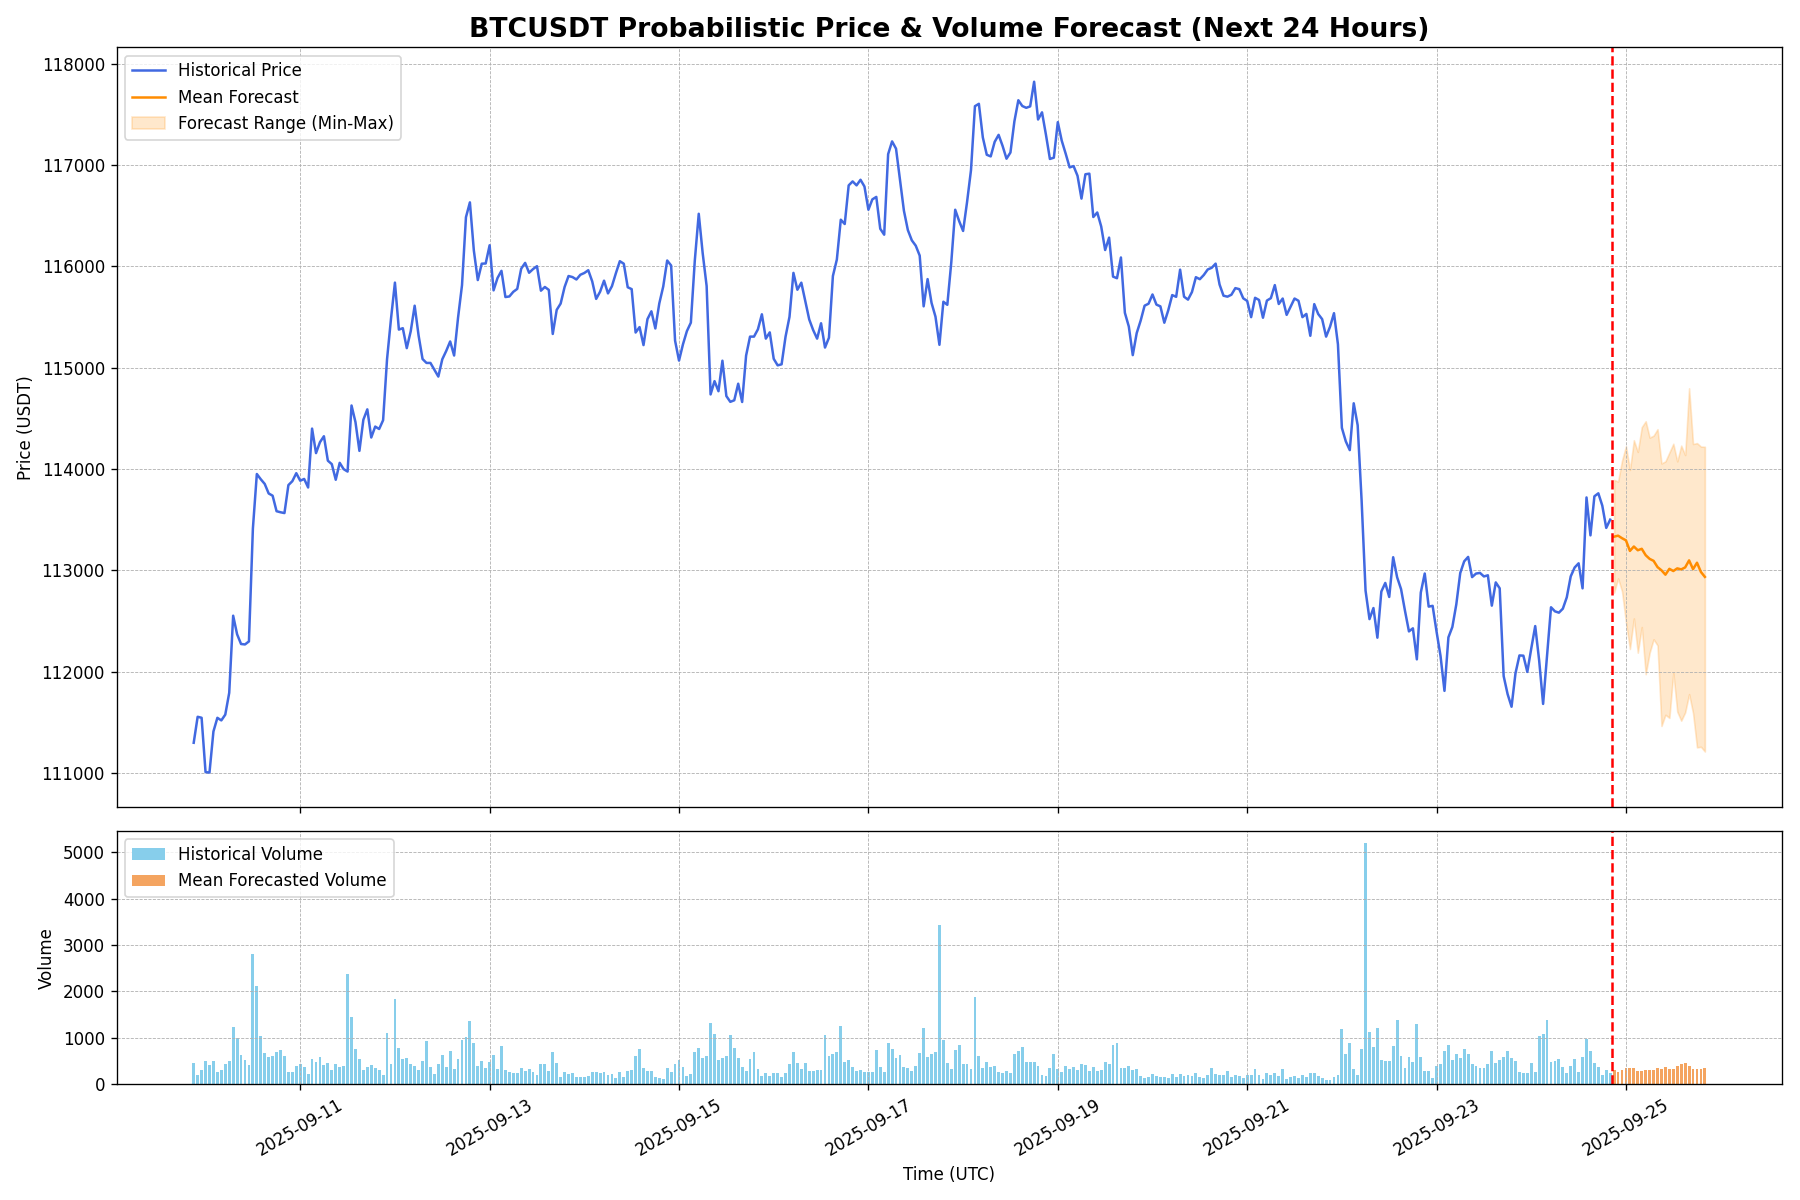 BTCUSDT Probabilistic Price & Volume Forecast (Next 24 Hours)
Historical Price
Mean Forecast
Forecast Range (Min-Max)
118000
117000
116000
115000
114000
113000
112000
111000
Price (USDT)
Historical Volume
Mean Forecasted Volume
5000
4000
3000
2000
1000
0
Volume
2025-09-11
2025-09-13
2025-09-15
2025-09-17
2025-09-19
2025-09-21
2025-09-23
2025-09-25
Time (UTC)